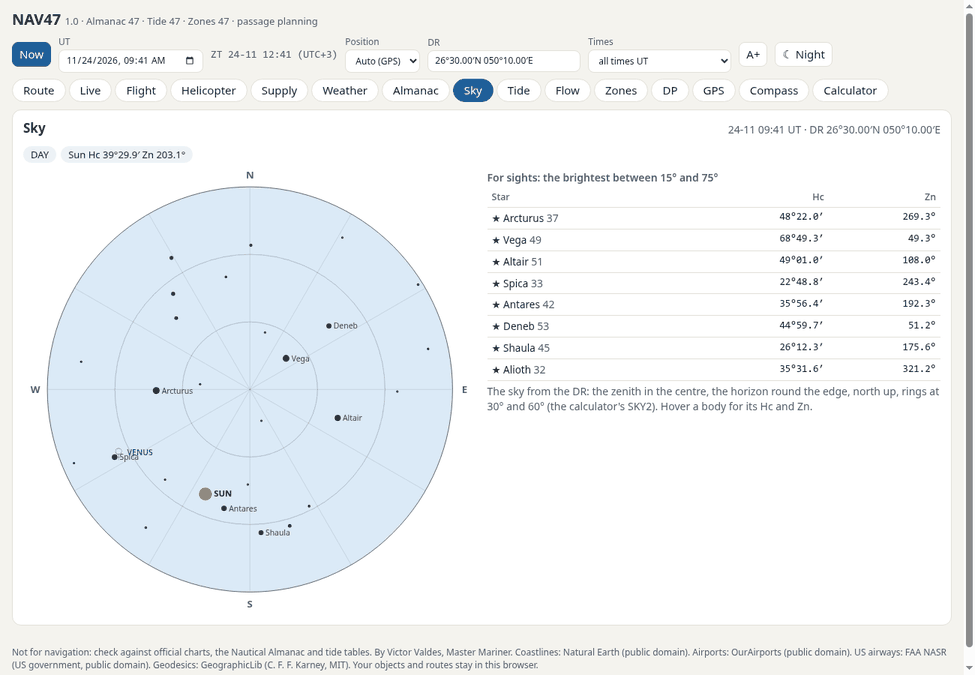 NAV47 1.0 · Almanac 47 · Tide 47 · Zones 47 · passage planning
UT Position DR Times
Now 11/24/2026, 09:41 AM ZT 24-11 12:41 (UTC+3) Auto (GPS) 26°30.00′N 050°10.00′E all times UT A+ ☾ Night
Route Live Flight Helicopter Supply Weather Almanac Sky Tide Flow Zones DP GPS Compass Calculator
Sky 24-11 09:41 UT · DR 26°30.00′N 050°10.00′E
DAY Sun Hc 39°29.9′ Zn 203.1°
N
Deneb
Vega
W
Arcturus
E
Altair
VENUS
Spica
SUN
Antares
Shaula
S
For sights: the brightest between 15° and 75°
Star Hc Zn
★ Arcturus 37 48°22.0′ 269.3°
★ Vega 49 68°49.3′ 49.3°
★ Altair 51 49°01.0′ 108.0°
★ Spica 33 22°48.8′ 243.4°
★ Antares 42 35°56.4′ 192.3°
★ Deneb 53 44°59.7′ 51.2°
★ Shaula 45 26°12.3′ 175.6°
★ Alioth 32 35°31.6′ 321.2°
The sky from the DR: the zenith in the centre, the horizon round the edge, north up, rings at
30° and 60° (the calculator’s SKY2). Hover a body for its Hc and Zn.
Not for navigation: check against official charts, the Nautical Almanac and tide tables. By Victor Valdes, Master Mariner. Coastlines: Natural Earth (public domain). Airports: OurAirports (public domain). US airways: FAA NASR
(US government, public domain). Geodesics: GeographicLib (C. F. F. Karney, MIT). Your objects and routes stay in this browser.